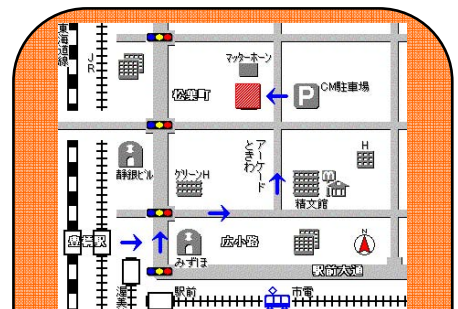 東海道線
JR
マッターホーン
松葉町
P
CM駐車場
アーケード
ときわ
H
静銀ビル
グリーンH
m
精文館
豊橋駅
広小路
みずほ
N
駅前大通
渥美
駅前
市電